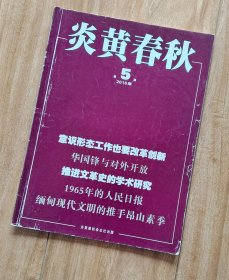 炎黄春秋
第5期
2016年
意识形态工作也要改革创新
华国锋与对外开放
推进文革史的学术研究
1965年的人民日报
缅甸现代文明的推手昂山素季